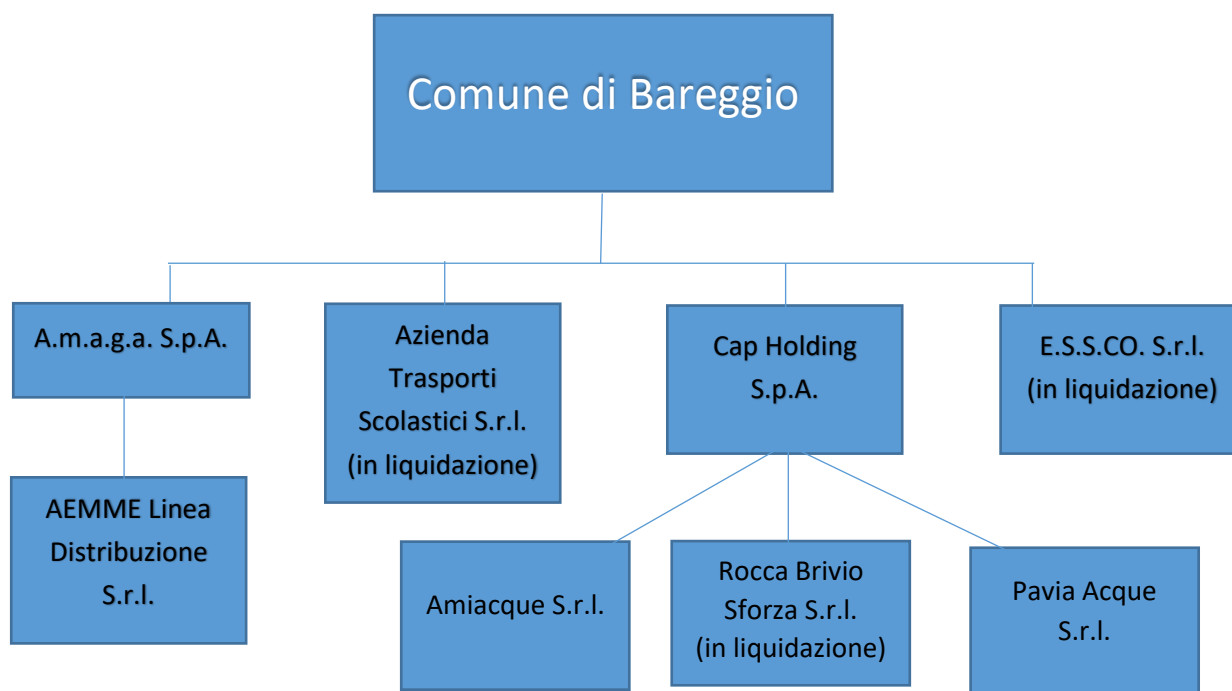 Comune di Bareggio
A.m.a.g.a. S.p.A.
Azienda
Trasporti
Scolastici S.r.l.
(in liquidazione)
Cap Holding
S.p.A.
E.S.S.CO. S.r.l.
(in liquidazione)
AEMME Linea
Distribuzione
S.r.l.
Amiacque S.r.l.
Rocca Brivio
Sforza S.r.l.
(in liquidazione)
Pavia Acque
S.r.l.